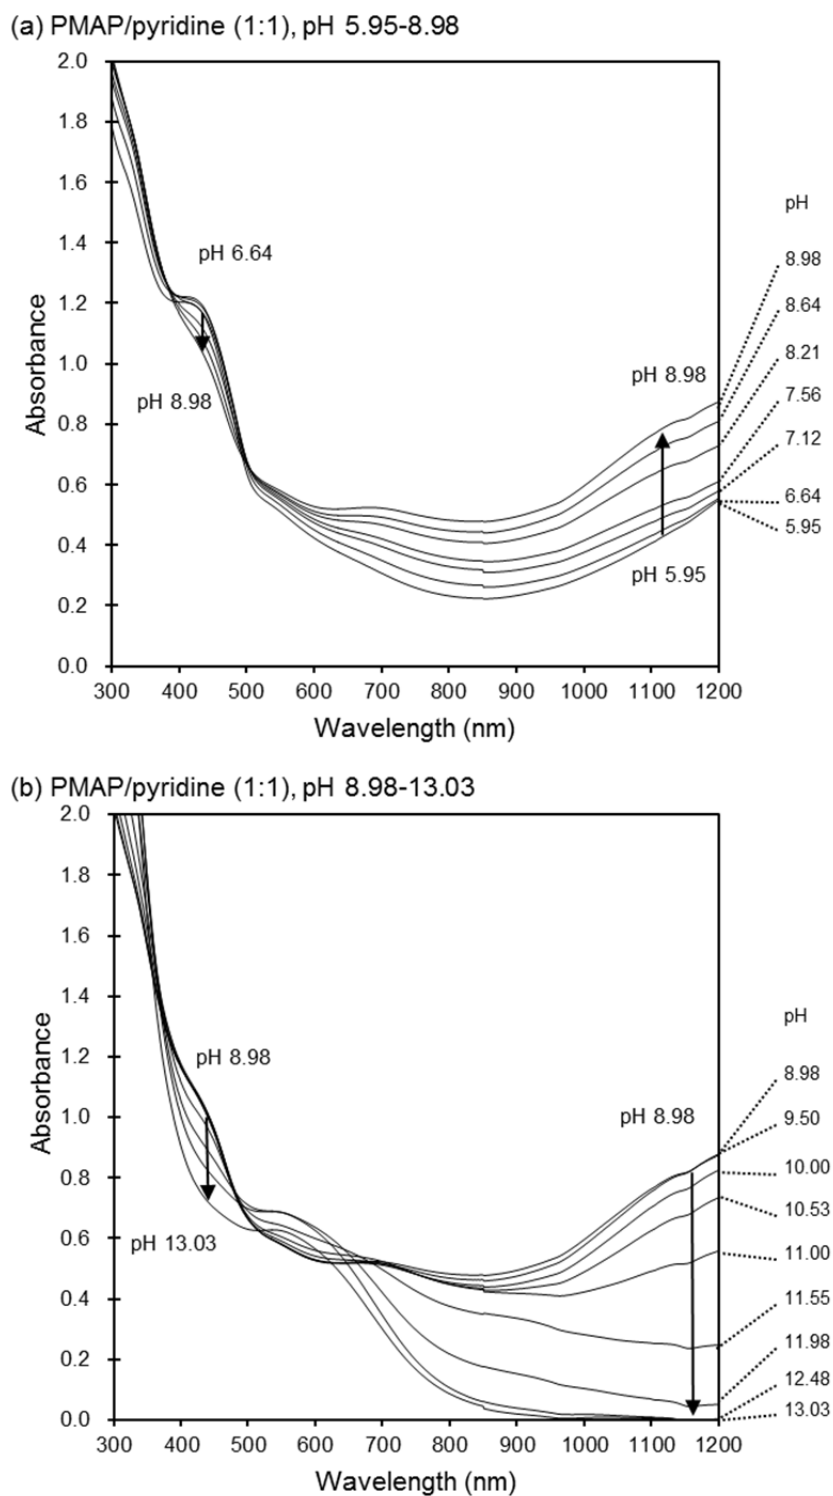 (a) PMAP/pyridine (1:1), pH 5.95-8.98
2.0
1.8
1.6
1.4
1.2
1.0
0.8
0.6
0.4
0.2
0.0
Absorbance
pH 6.64
pH 8.98
pH 8.98
pH 5.95
pH
8.98
8.64
8.21
7.56
7.12
6.64
5.95
300 400 500 600 700 800 900 1000 1100 1200
Wavelength (nm)
(b) PMAP/pyridine (1:1), pH 8.98-13.03
2.0
1.8
1.6
1.4
1.2
1.0
0.8
0.6
0.4
0.2
0.0
Absorbance
pH 8.98
pH 13.03
pH 8.98
pH
8.98
9.50
10.00
10.53
11.00
11.55
11.98
12.48
13.03
300 400 500 600 700 800 900 1000 1100 1200
Wavelength (nm)